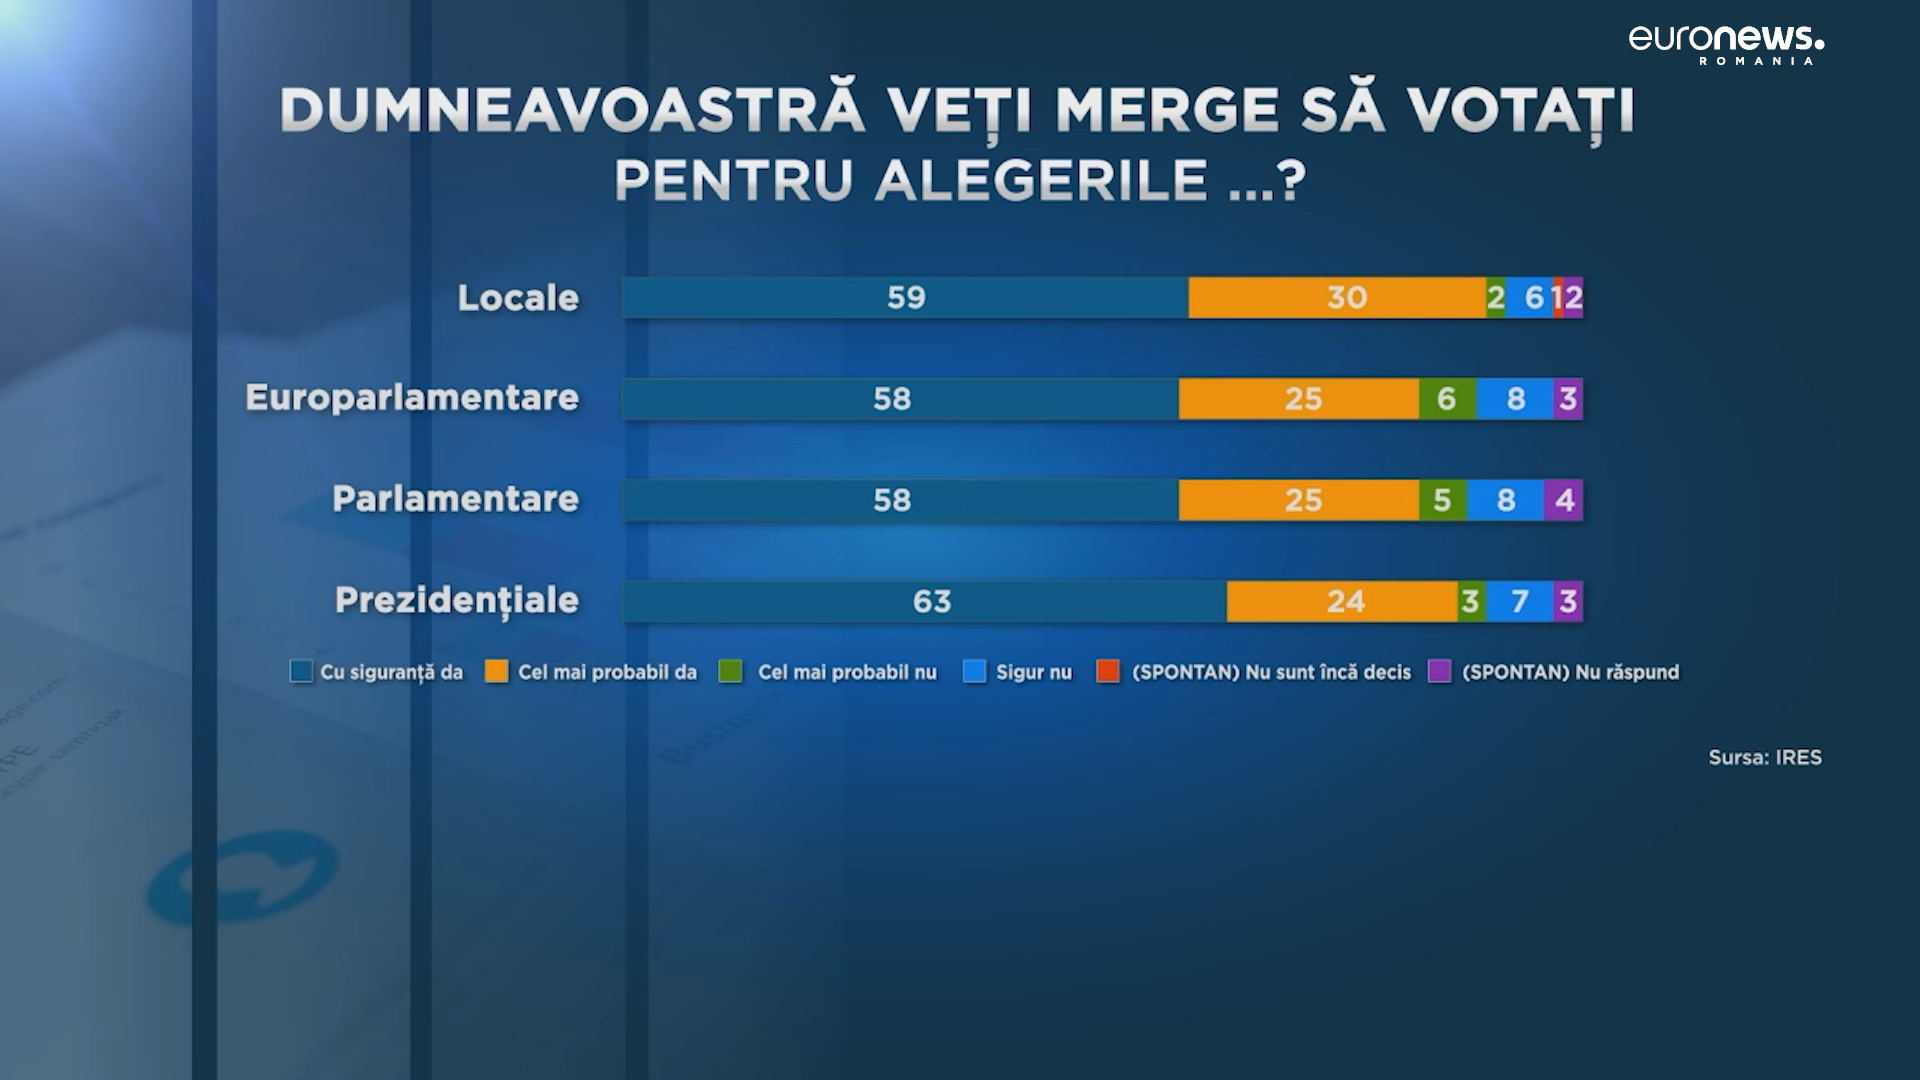 euronews.
ROMANIA
DUMNEAVOASTRĂ VEȚI MERGE SĂ VOTAȚI
PENTRU ALEGERILE ...?
Locale 59 30 2 6 1 2
Europarlamentare 58 25 6 8 3
Parlamentare 58 25 5 8 4
Prezidențiale 63 24 3 7 3
Cu siguranță da Cel mai probabil da Cel mai probabil nu Sigur nu (SPONTAN) Nu sunt încă decis (SPONTAN) Nu răspund
Sursa: IRES